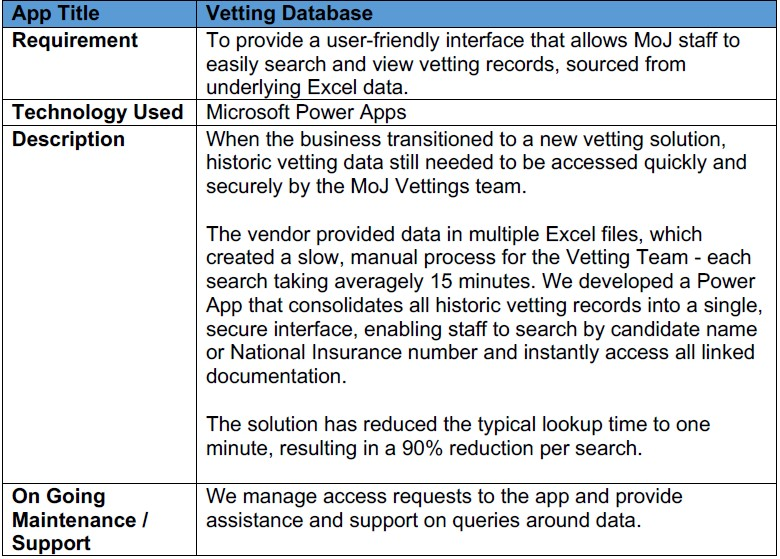 App Title Vetting Database
Requirement To provide a user-friendly interface that allows MoJ staff to
easily search and view vetting records, sourced from
underlying Excel data.
Technology Used Microsoft Power Apps
Description When the business transitioned to a new vetting solution,
historic vetting data still needed to be accessed quickly and
securely by the MoJ Vettings team.
The vendor provided data in multiple Excel files, which
created a slow, manual process for the Vetting Team - each
search taking averagely 15 minutes. We developed a Power
App that consolidates all historic vetting records into a single,
secure interface, enabling staff to search by candidate name
or National Insurance number and instantly access all linked
documentation.
The solution has reduced the typical lookup time to one
minute, resulting in a 90% reduction per search.
On Going
Maintenance /
Support
We manage access requests to the app and provide
assistance and support on queries around data.